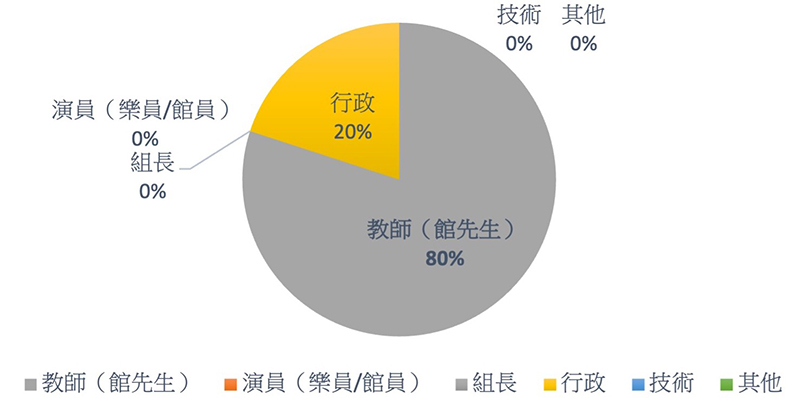 技術
0%
其他
0%
演員（樂員/館員）
0%
組長
0%
行政
20%
教師（館先生）
80%
教師（館先生） 演員（樂員/館員） 組長 行政 技術 其他